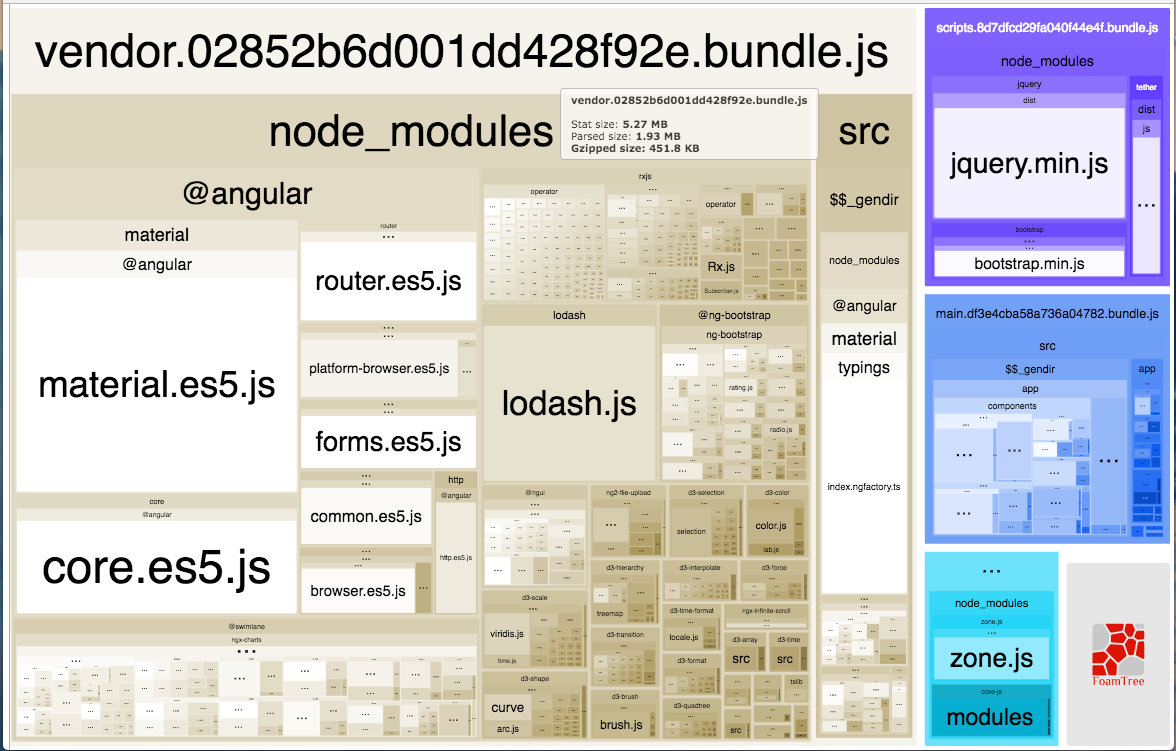 vendor.02852b6d001dd428f92e.bundle.js
vendor.02852b6d001dd428f92e.bundle.js
Stat size: 5.27 MB
Parsed size: 1.93 MB
Gzipped size: 451.8 KB
node_modules
@angular
material
@angular
material.es5.js
core
@angular
core.es5.js
router
...
router.es5.js
...
...
platform-browser.es5.js
...
...
...
forms.es5.js
...
...
common.es5.js
http
@angular
http.es5.js
...
...
browser.es5.js
...
@swimlane
ngx-charts
...
rxjs
operator
...
operator
Rx.js
Subscriber.js
lodash
lodash.js
@ng-bootstrap
ng-bootstrap
rating.js
radio.js
@ngui
...
ng2-file-upload
...
d3-selection
selection
d3-color
color.js
lab.js
d3-hierarchy
treemap
d3-interpolate
d3-force
d3-scale
...
viridis.js
time.js
d3-time-format
locale.js
ngx-infinite-scroll
...
d3-transition
d3-array
src
d3-time
src
d3-format
d3-shape
...
curve
arc.js
d3-brush
brush.js
d3-quadtree
src
tslib
src
$$_gendir
node_modules
@angular
material
typings
index.ngfactory.ts
...
scripts.8d7dfcd29fa040f44e4f.bundle.js
node_modules
jquery
dist
jquery.min.js
tether
dist
js
...
bootstrap
...
...
bootstrap.min.js
main.df3e4cba58a736a04782.bundle.js
src
$$_gendir
app
components
...
app
...
node_modules
zone.js
...
zone.js
core-js
modules
FoamTree